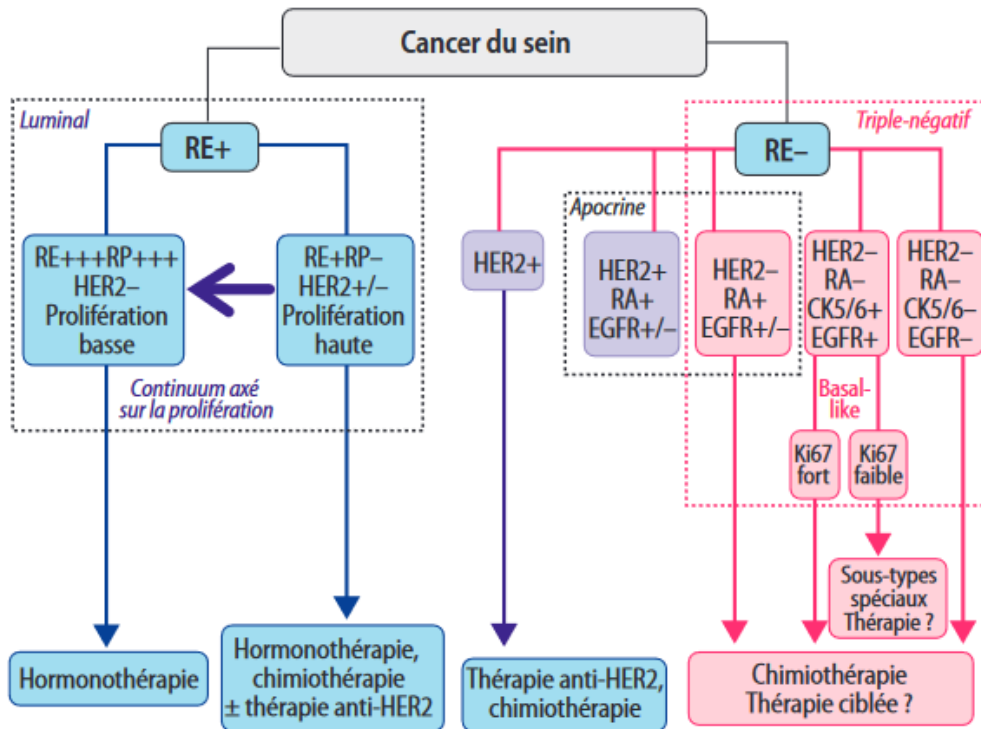 Cancer du sein
Luminal
RE+
RE+++RP+++
HER2–
Prolifération
basse
RE+RP–
HER2+/–
Prolifération
haute
Continuum axé
sur la prolifération
Hormonothérapie
Hormonothérapie,
chimiothérapie
± thérapie anti-HER2
Triple-négatif
RE–
HER2+
Apocrine
HER2+
RA+
EGFR+/–
HER2–
RA+
EGFR+/–
HER2–
RA–
CK5/6+
EGFR+
HER2–
RA–
CK5/6–
EGFR–
Basal-
like
Ki67
fort
Ki67
faible
Sous-types
spéciaux
Thérapie ?
Thérapie anti-HER2,
chimiothérapie
Chimiothérapie
Thérapie ciblée ?